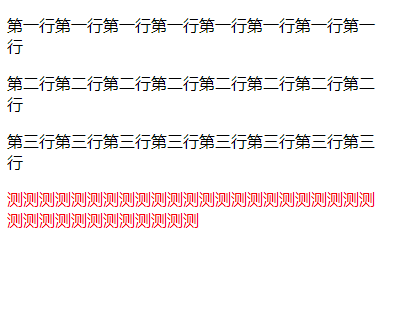 第一行第一行第一行第一行第一行第一行第一行第一
行
第二行第二行第二行第二行第二行第二行第二行第二
行
第三行第三行第三行第三行第三行第三行第三行第三
行
测测测测测测测测测测测测测测测测测测测测测测测
测测测测测测测测测测测测